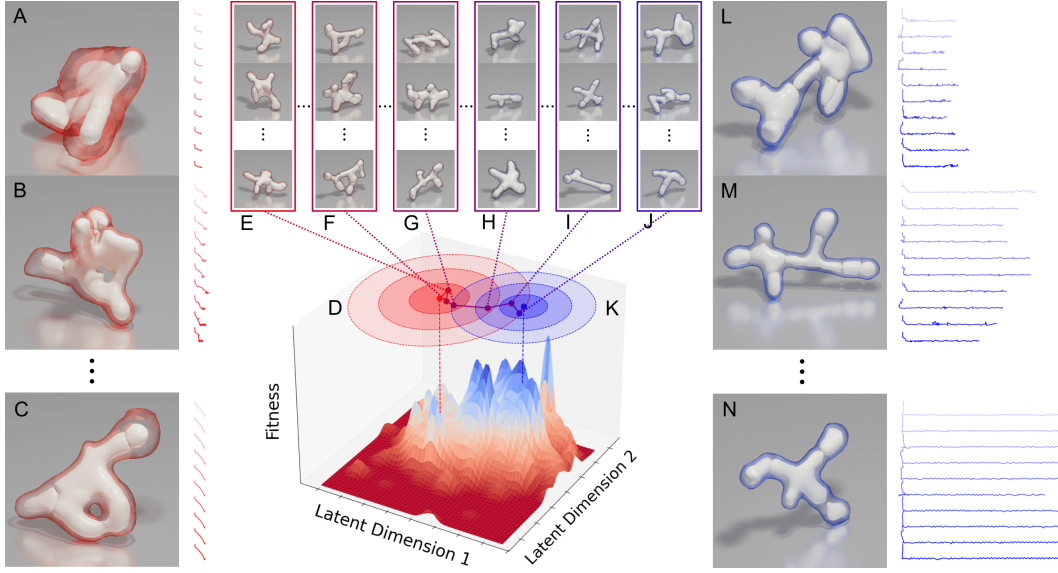 A
B
C
E
F
G
H
I
J
D
K
Fitness
Latent Dimension 1
Latent Dimension 2
L
M
N